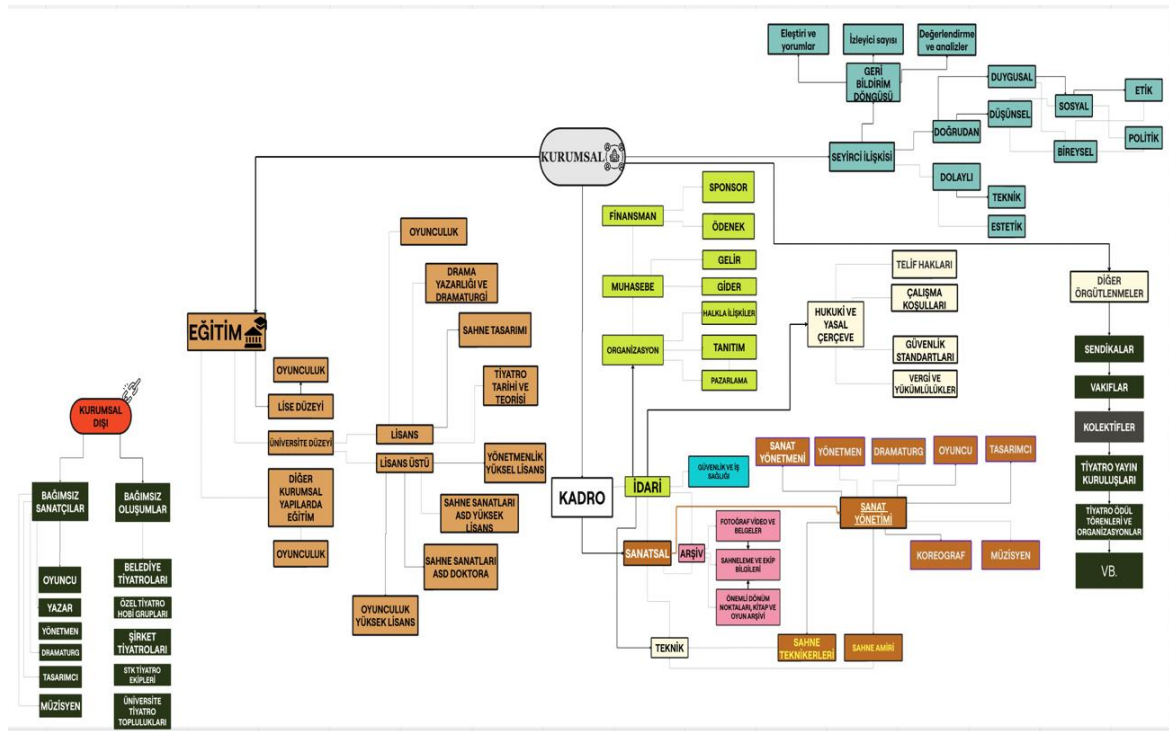 Eleştiri ve
yorumlar
İzleyici sayısı
Değerlendirme
ve analizler
GERİ
BİLDİRİM
DÖNGÜSÜ
DUYGUSAL
DÜŞÜNSEL
SOSYAL
ETİK
POLİTİK
BİREYSEL
DOĞRUDAN
SEYİRCİ İLİŞKİSİ
DOLAYLI
TEKNİK
ESTETİK
KURUMSAL
SPONSOR
FİNANSMAN
ÖDENEK
GELİR
MUHASEBE
GİDER
HALKLA İLİŞKİLER
ORGANİZASYON
TANITIM
PAZARLAMA
TELİF HAKLARI
ÇALIŞMA
KOŞULLARI
HUKUKİ VE
YASAL
ÇERÇEVE
GÜVENLİK
STANDARTLARI
VERGİ VE
YÜKÜMLÜLÜKLER
DİĞER
ÖRGÜTLENMELER
SENDİKALAR
VAKIFLAR
KOLEKTİFLER
TİYATRO YAYIN
KURULUŞLARI
TİYATRO ÖDÜL
TÖRENLERİ VE
ORGANİZASYONLAR
VB.
OYUNCULUK
DRAMA
YAZARLIĞI VE
DRAMATURGİ
SAHNE TASARIMI
TİYATRO
TARİHİ VE
TEORİSİ
EĞİTİM
OYUNCULUK
LİSE DÜZEYİ
ÜNİVERSİTE DÜZEYİ
LİSANS
LİSANS ÜSTÜ
YÖNETMENLİK
YÜKSEL LİSANS
DİĞER
KURUMSAL
YAPILARDA
EĞİTİM
OYUNCULUK
SAHNE SANATLARI
ASD YÜKSEK
LİSANS
SAHNE SANATLARI
ASD DOKTORA
OYUNCULUK
YÜKSEK LİSANS
KURUMSAL
DIŞI
BAĞIMSIZ
SANATÇILAR
BAĞIMSIZ
OLUŞUMLAR
OYUNCU
YAZAR
YÖNETMEN
DRAMATURG
TASARIMCI
MÜZİSYEN
BELEDİYE
TİYATROLARI
ÖZEL TİYATRO
HOBİ GRUPLARI
ŞİRKET
TİYATROLARI
STK TİYATRO
EKİPLERİ
ÜNİVERSİTE
TİYATRO
TOPLULUKLARI
KADRO
İDARİ
GÜVENLİK VE İŞ
SAĞLIĞI
SANATSAL
ARŞİV
FOTOĞRAF VİDEO VE
BELGELER
SAHNELEME VE EKİP
BİLGİLERİ
ÖNEMLİ DÖNÜM
NOKTALARI, KİTAP VE
OYUN ARŞİVİ
TEKNİK
SANAT
YÖNETMENİ
YÖNETMEN
DRAMATURG
OYUNCU
TASARIMCI
SANAT
YÖNETİMİ
KOREOGRAF
MÜZİSYEN
SAHNE
TEKNİKERLERİ
SAHNE AMİRİ